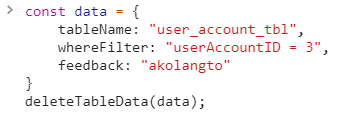 const data = {
tableName: "user_account_tbl",
whereFilter: "userAccountID = 3",
feedback: "akolangto"
}
deleteTableData(data);